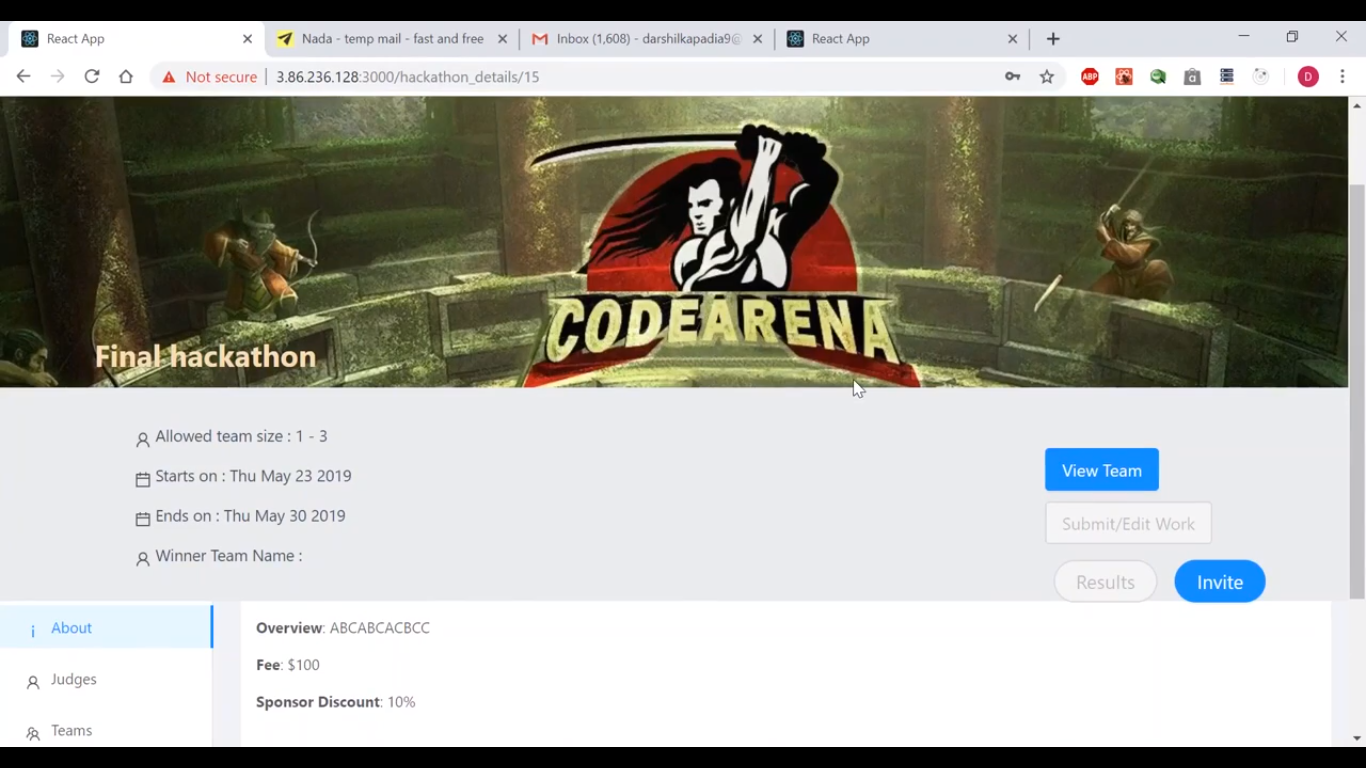 React App
Nada - temp mail - fast and free
Inbox (1,608) - darshilkapadia9@
React App
Not secure
3.86.236.128:3000/hackathon_details/15
ABP
D
CODEARENA
Final hackathon
Allowed team size : 1 - 3
Starts on : Thu May 23 2019
Ends on : Thu May 30 2019
Winner Team Name :
View Team
Submit/Edit Work
Results
Invite
About
Judges
Teams
Overview: ABCABCACBCC
Fee: $100
Sponsor Discount: 10%